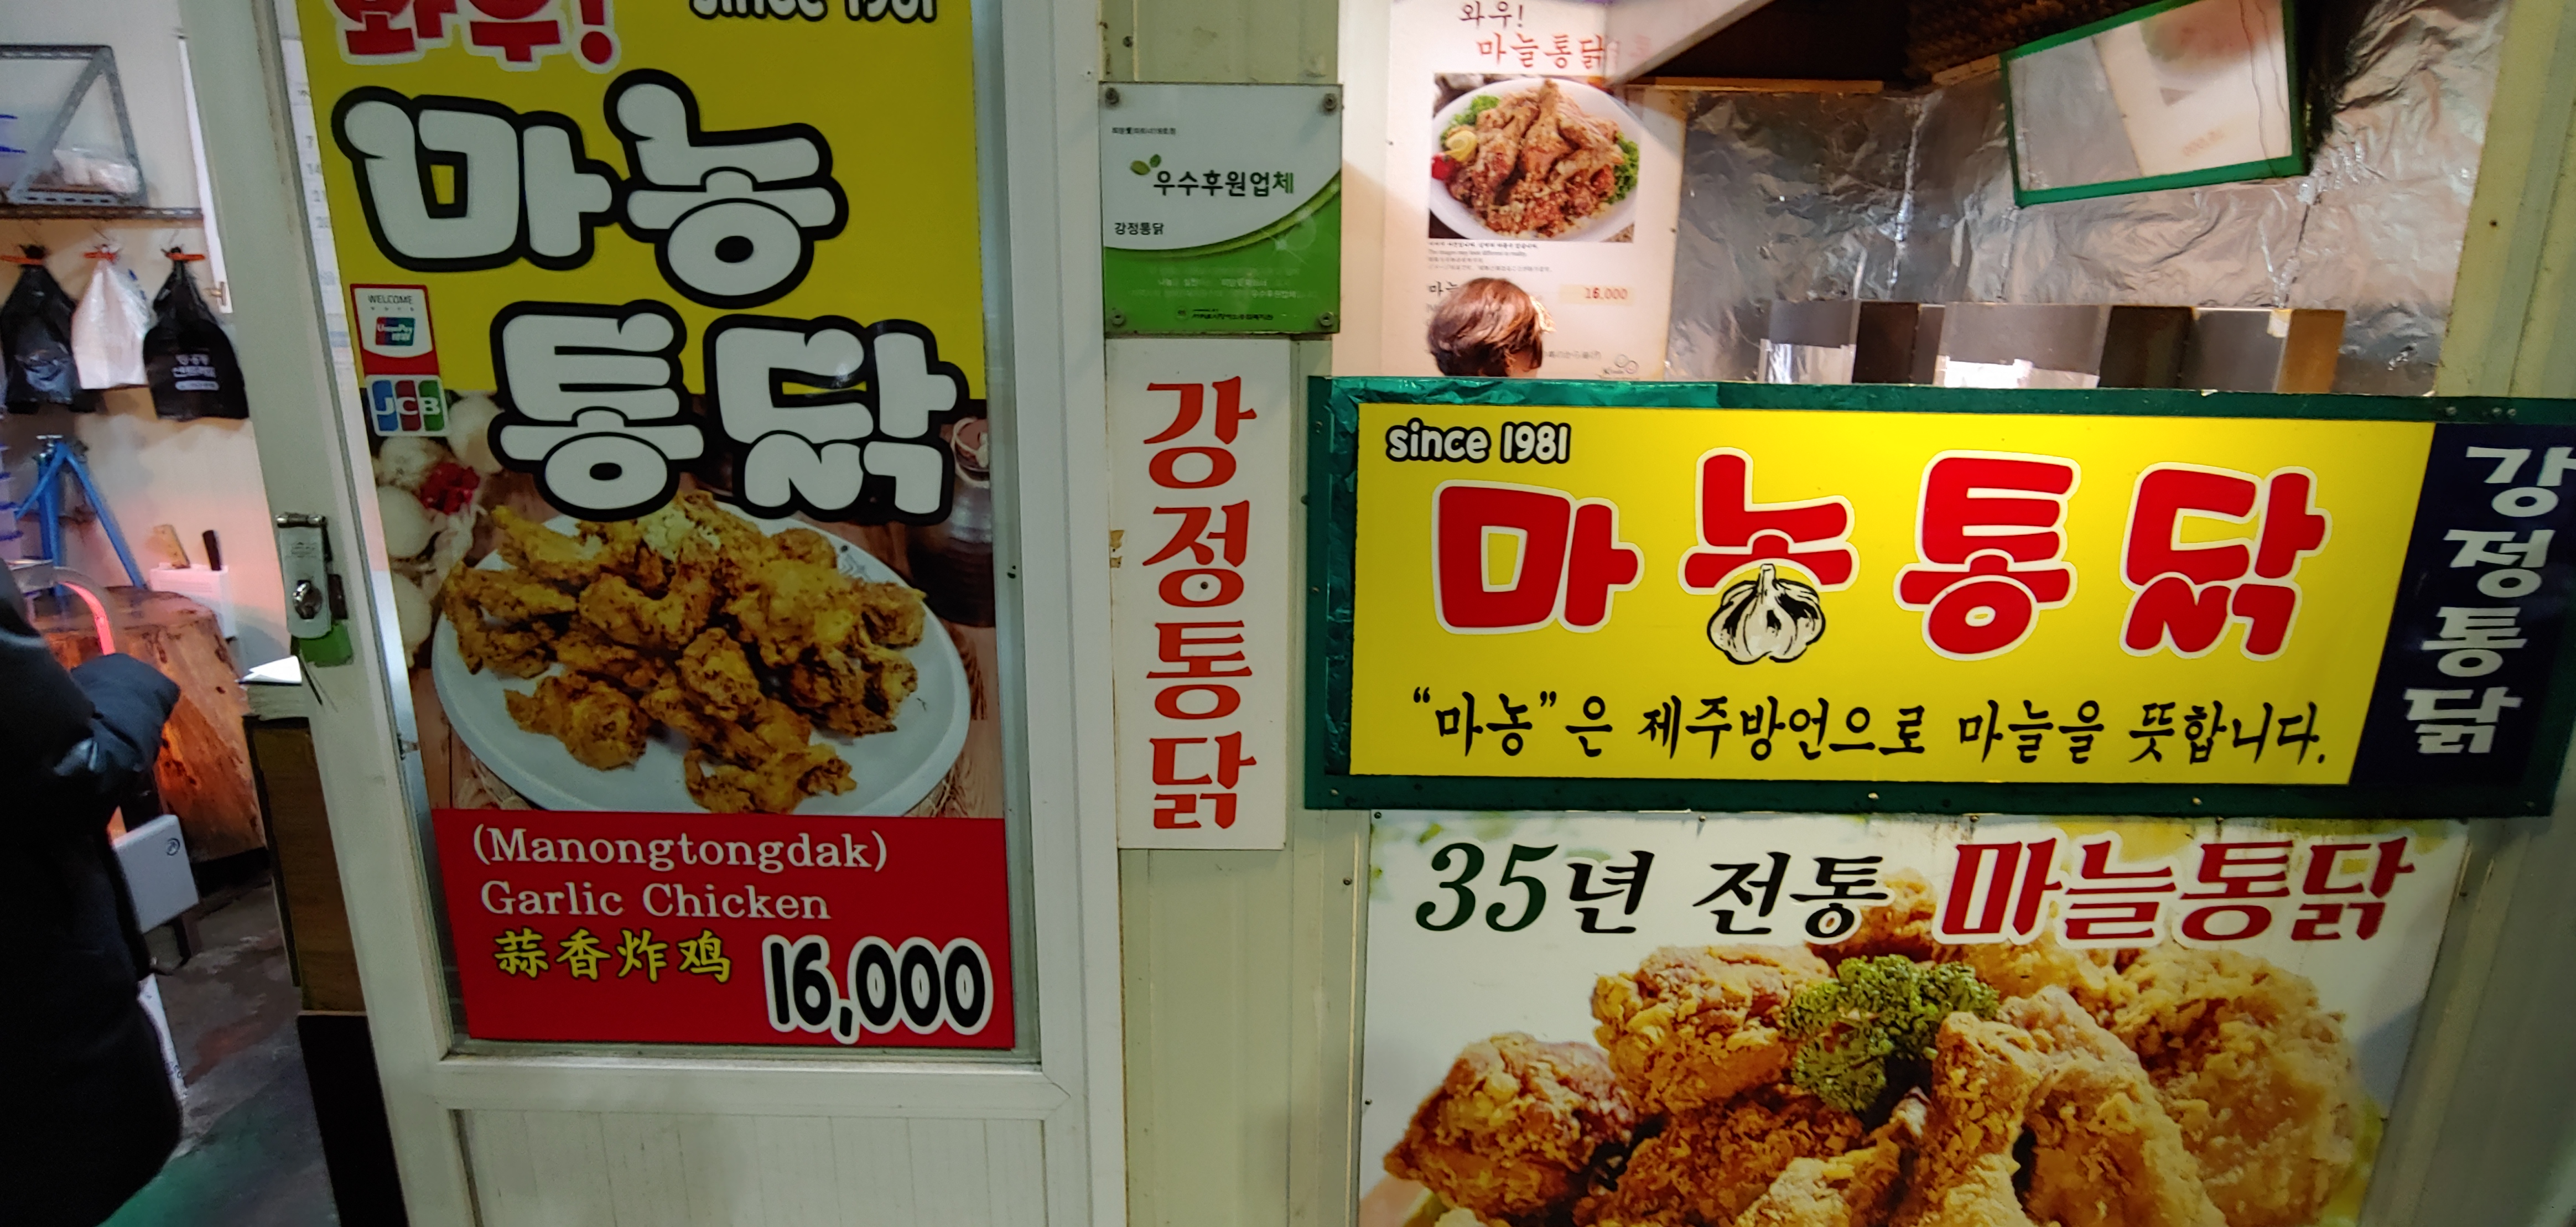 와우!
since 1981
마농
통닭
WELCOME
UnionPay
JCB
(Manongtongdak)
Garlic Chicken
蒜香炸鸡
16,000
우수후원업체
강정통닭
강정통닭
와우!
마늘통닭
16,000
since 1981
마농통닭
“마농”은 제주방언으로 마늘을 뜻합니다.
강정통닭
35년 전통 마늘통닭